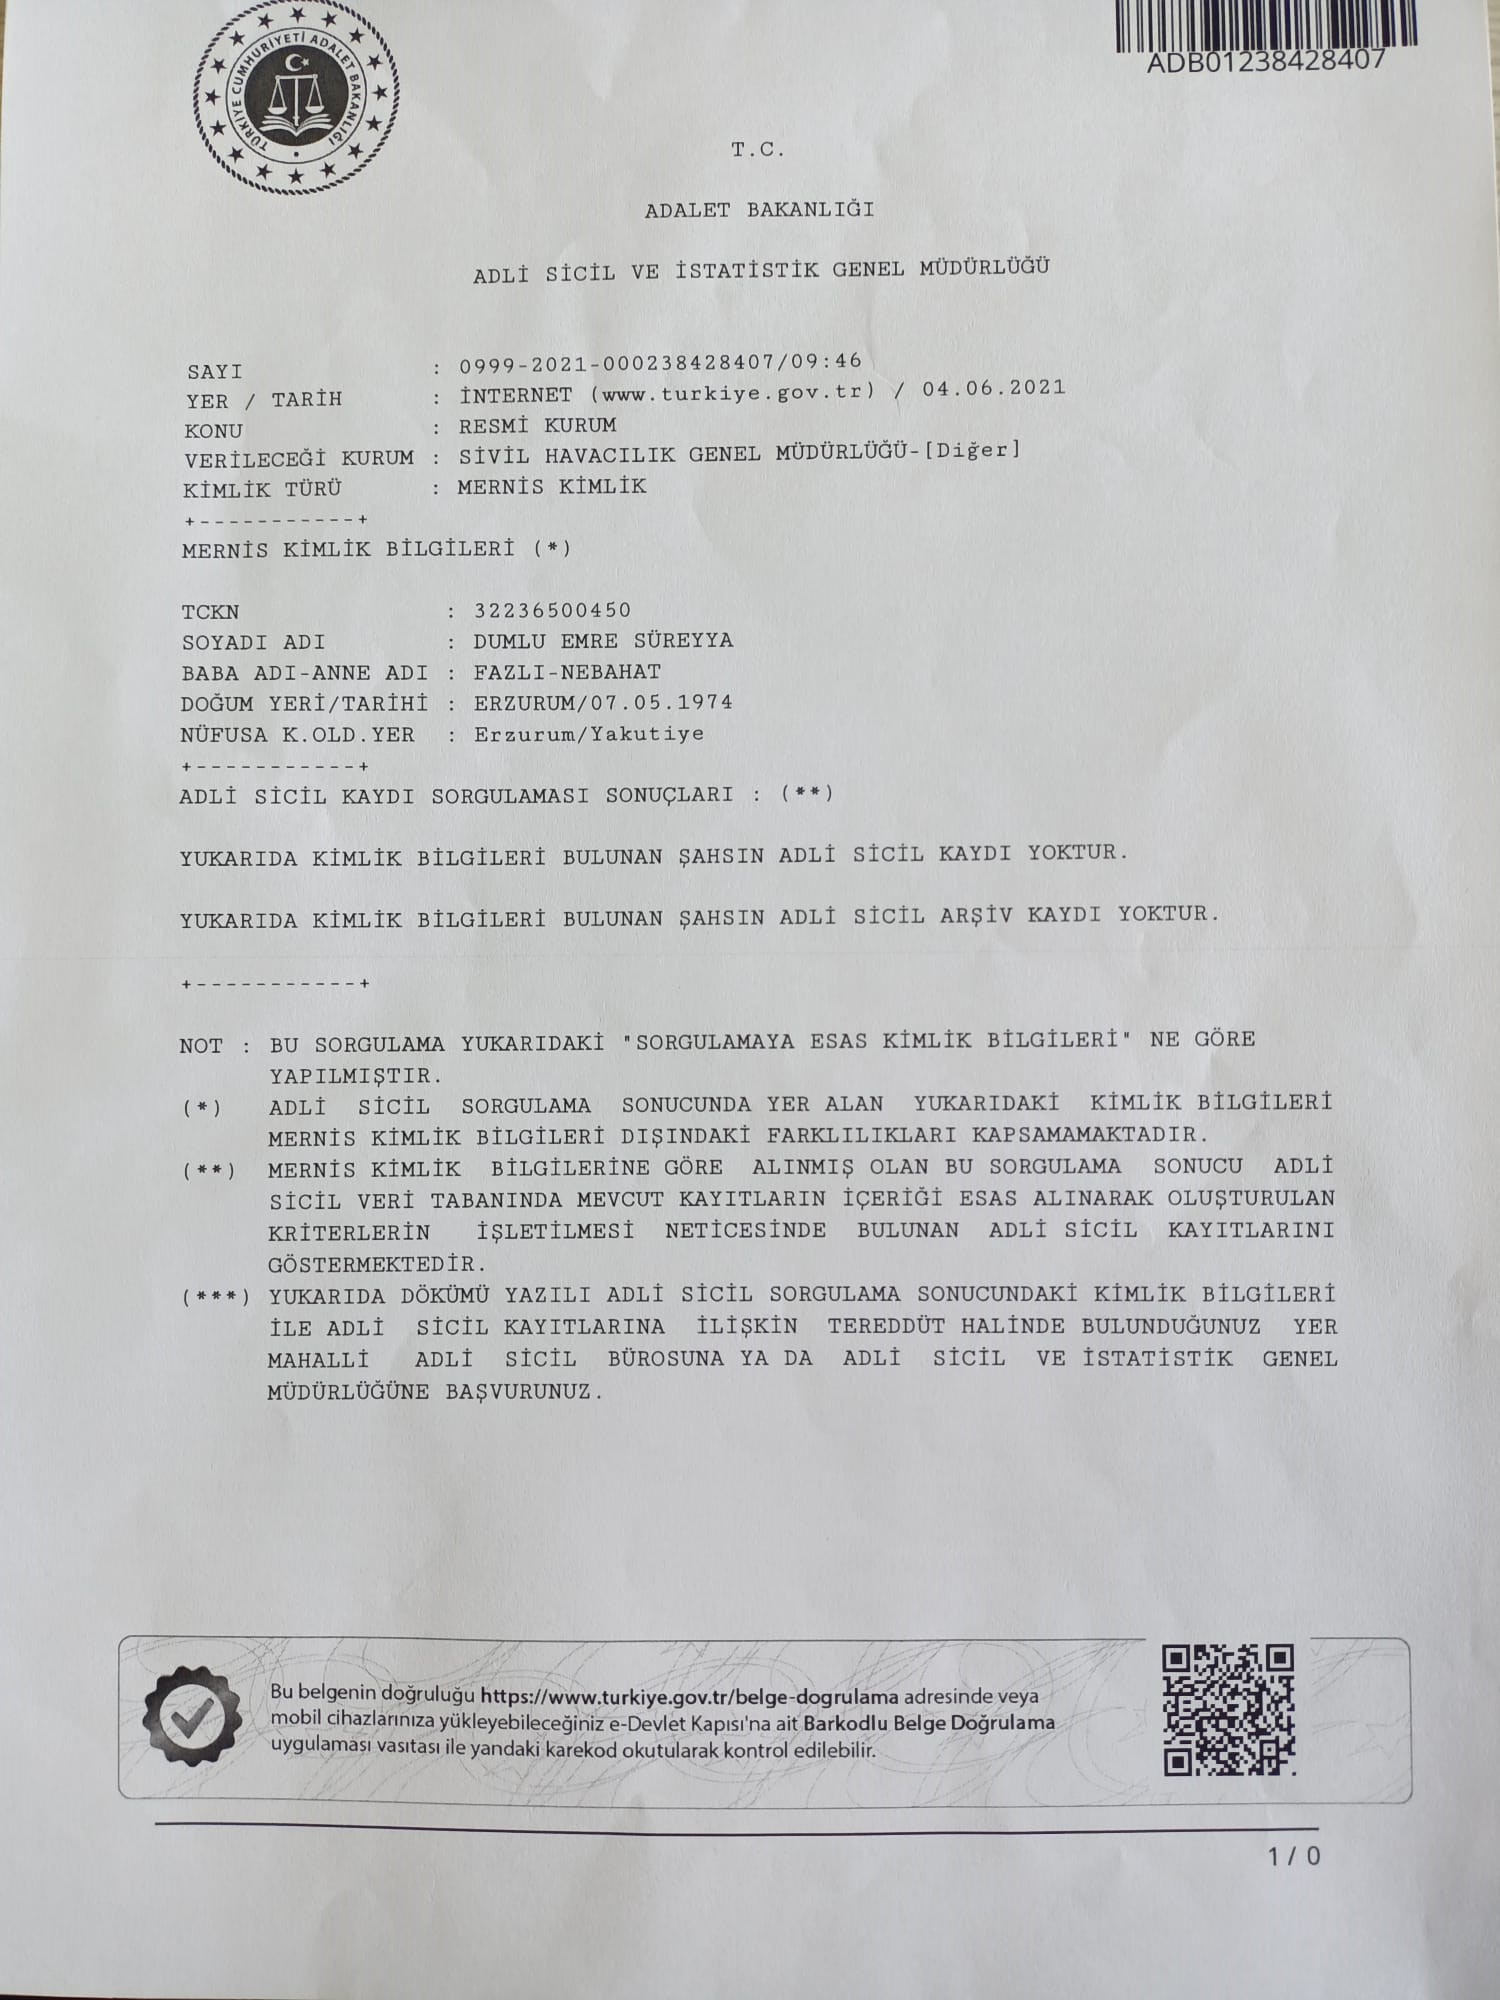 TÜRKİYE CUMHURİYETİ ADALET BAKANLIĞI
ADB01238428407
T.C.
ADALET BAKANLIĞI
ADLİ SİCİL VE İSTATİSTİK GENEL MÜDÜRLÜĞÜ
SAYI : 0999-2021-000238428407/09:46
YER / TARİH : İNTERNET (www.turkiye.gov.tr) / 04.06.2021
KONU : RESMİ KURUM
VERİLECEĞİ KURUM : SİVİL HAVACILIK GENEL MÜDÜRLÜĞÜ-[Diğer]
KİMLİK TÜRÜ : MERNİS KİMLİK
+-----------+
MERNİS KİMLİK BİLGİLERİ (*)
TCKN : 32236500450
SOYADI ADI : DUMLU EMRE SÜREYYA
BABA ADI-ANNE ADI : FAZLI-NEBAHAT
DOĞUM YERİ/TARİHİ : ERZURUM/07.05.1974
NÜFUSA K.OLD.YER : Erzurum/Yakutiye
+-----------+
ADLİ SİCİL KAYDI SORGULAMASI SONUÇLARI : (**)
YUKARIDA KİMLİK BİLGİLERİ BULUNAN ŞAHSIN ADLİ SİCİL KAYDI YOKTUR.
YUKARIDA KİMLİK BİLGİLERİ BULUNAN ŞAHSIN ADLİ SİCİL ARŞİV KAYDI YOKTUR.
+-----------+
NOT : BU SORGULAMA YUKARIDAKİ "SORGULAMAYA ESAS KİMLİK BİLGİLERİ" NE GÖRE
YAPILMIŞTIR.
(*) ADLİ SİCİL SORGULAMA SONUCUNDA YER ALAN YUKARIDAKİ KİMLİK BİLGİLERİ
MERNİS KİMLİK BİLGİLERİ DIŞINDAKİ FARKLILIKLARI KAPSAMAMAKTADIR.
(**) MERNİS KİMLİK BİLGİLERİNE GÖRE ALINMIŞ OLAN BU SORGULAMA SONUCU ADLİ
SİCİL VERİ TABANINDA MEVCUT KAYITLARIN İÇERİĞİ ESAS ALINARAK OLUŞTURULAN
KRİTERLERİN İŞLETİLMESİ NETİCESİNDE BULUNAN ADLİ SİCİL KAYITLARINI
GÖSTERMEKTEDİR.
(***) YUKARIDA DÖKÜMÜ YAZILI ADLİ SİCİL SORGULAMA SONUCUNDAKİ KİMLİK BİLGİLERİ
İLE ADLİ SİCİL KAYITLARINA İLİŞKİN TEREDDÜT HALİNDE BULUNDUĞUNUZ YER
MAHALLİ ADLİ SİCİL BÜROSUNA YA DA ADLİ SİCİL VE İSTATİSTİK GENEL
MÜDÜRLÜĞÜNE BAŞVURUNUZ.
Bu belgenin doğruluğu https://www.turkiye.gov.tr/belge-dogrulama adresinde veya
mobil cihazlarınıza yükleyebileceğiniz e-Devlet Kapısı'na ait Barkodlu Belge Doğrulama
uygulaması vasıtası ile yandaki karekod okutularak kontrol edilebilir.
1 / 0